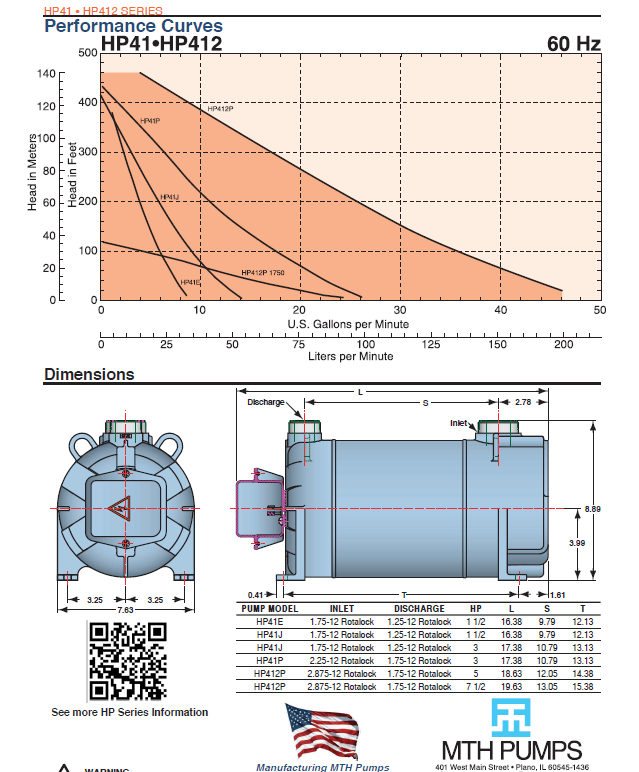 HP41 • HP412 SERIES
Performance Curves
HP41•HP412 60 Hz
500
400
300
200
100
0
140
120
100
80
60
40
20
0
Head in Meters
Head in Feet
HP412P
HP41P
HP41J
HP412P 1750
HP41E
0 10 20 30 40 50
U.S. Gallons per Minute
0 25 50 75 100 125 150 200
Liters per Minute
Dimensions
L
Discharge S 2.78
Inlet
8.89
3.99
3.25 3.25
7.63
0.41 T 1.61
PUMP MODEL INLET DISCHARGE HP L S T
HP41E 1.75-12 Rotalock 1.25-12 Rotalock 1 1/2 16.38 9.79 12.13
HP41J 1.75-12 Rotalock 1.25-12 Rotalock 1 1/2 16.38 9.79 12.13
HP41J 1.75-12 Rotalock 1.25-12 Rotalock 3 17.38 10.79 13.13
HP41P 2.25-12 Rotalock 1.75-12 Rotalock 3 17.38 10.79 13.13
HP412P 2.875-12 Rotalock 1.75-12 Rotalock 5 18.63 12.05 14.38
HP412P 2.875-12 Rotalock 1.75-12 Rotalock 7 1/2 19.63 13.05 15.38
See more HP Series Information
Manufacturing MTH Pumps
MTH PUMPS
401 West Main Street • Plano, IL 60545-1436
WARNING